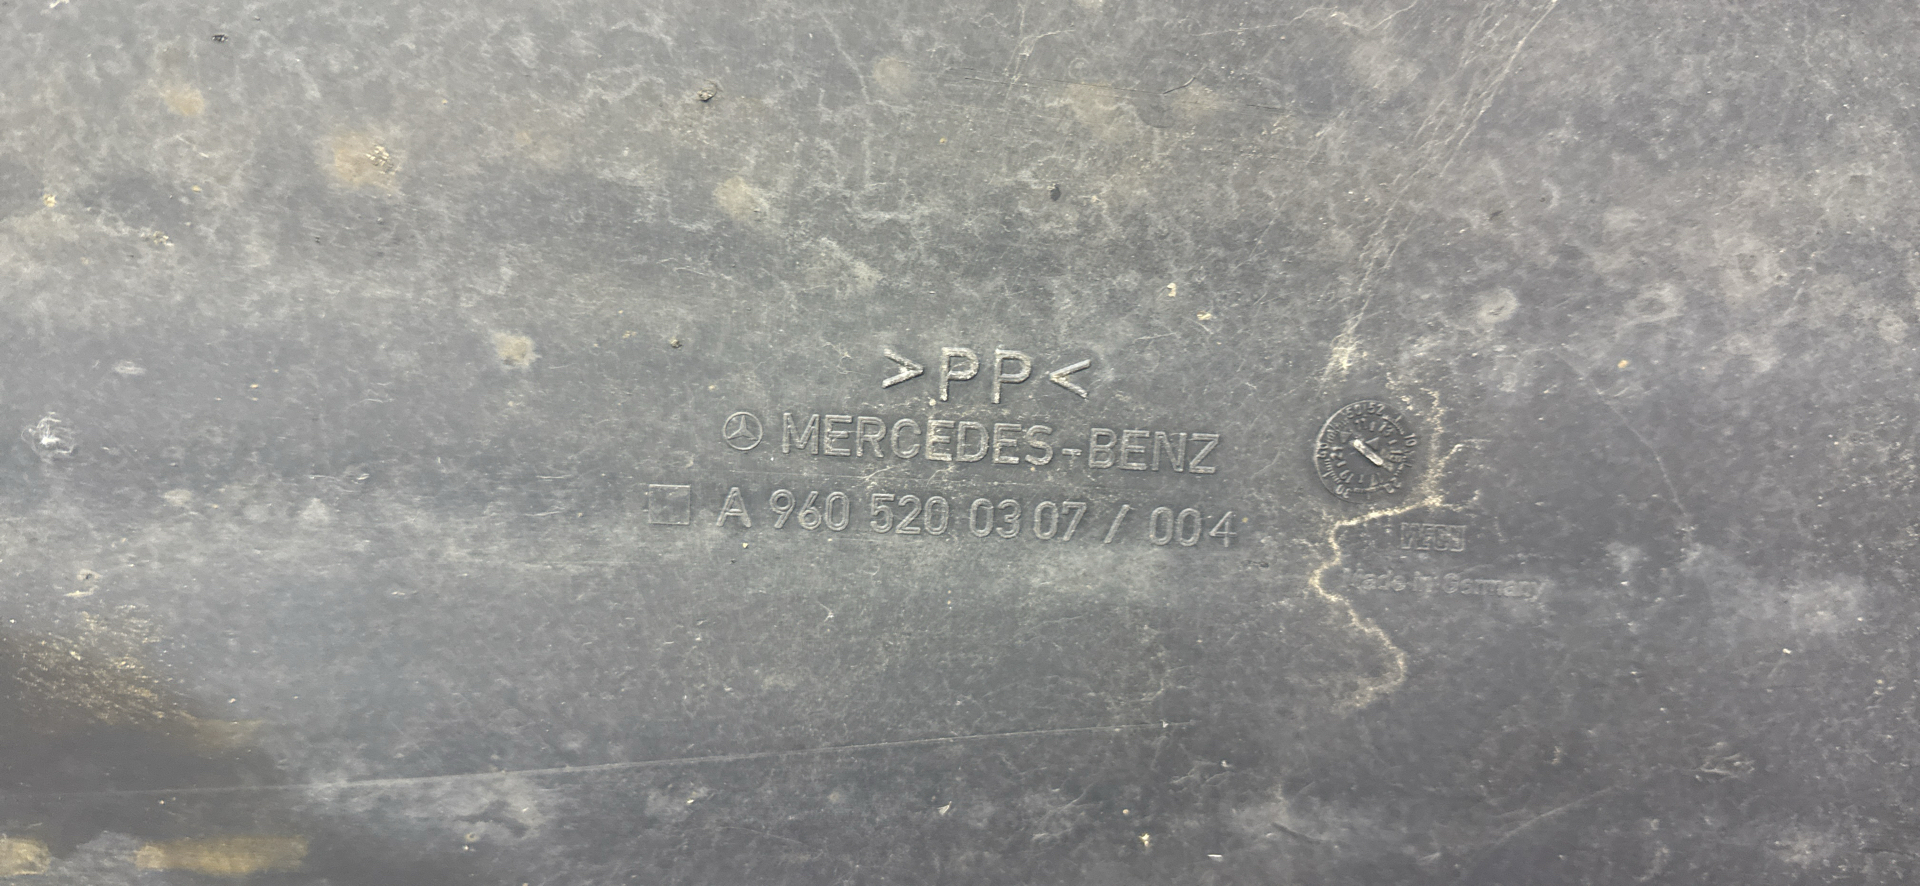 >PP<
MERCEDES-BENZ
A 960 520 03 07 / 004
Made in Germany